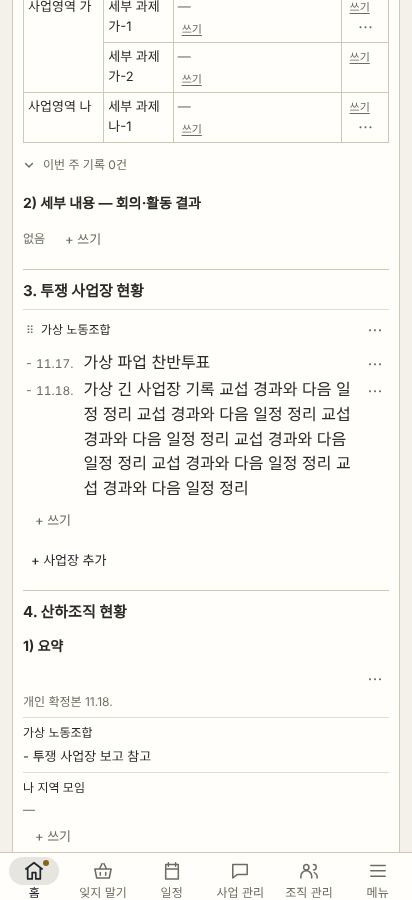 사업영역 가
세부 과제
가-1
—
쓰기
쓰기
···
세부 과제
가-2
—
쓰기
쓰기
사업영역 나
세부 과제
나-1
—
쓰기
쓰기
···
이번 주 기록 0건
2) 세부 내용 — 회의·활동 결과
없음 + 쓰기
3. 투쟁 사업장 현황
가상 노동조합 ···
- 11.17. 가상 파업 찬반투표 ···
- 11.18. 가상 긴 사업장 기록 교섭 경과와 다음 일 ···
정 정리 교섭 경과와 다음 일정 정리 교섭
경과와 다음 일정 정리 교섭 경과와 다음
일정 정리 교섭 경과와 다음 일정 정리 교
섭 경과와 다음 일정 정리
+ 쓰기
+ 사업장 추가
4. 산하조직 현황
1) 요약
···
개인 확정본 11.18.
가상 노동조합
- 투쟁 사업장 보고 참고
나 지역 모임
—
+ 쓰기
홈 잊지 말기 일정 사업 관리 조직 관리 메뉴